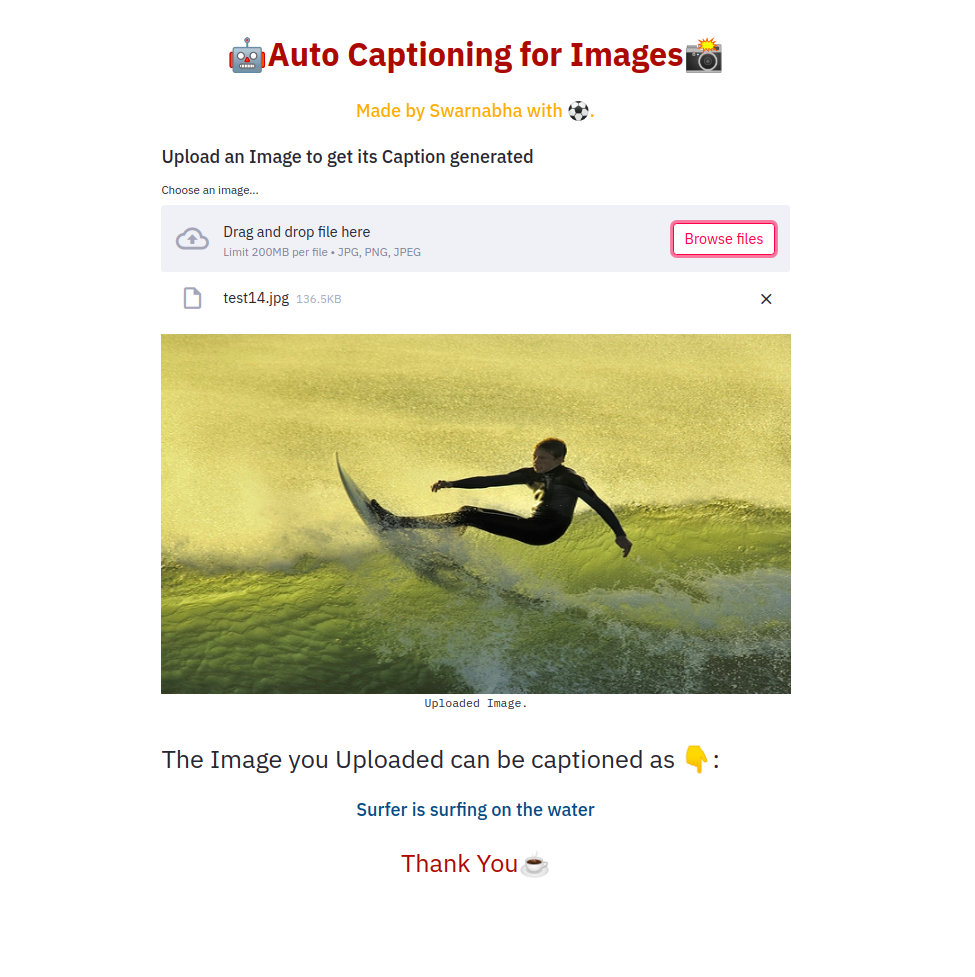 🤖Auto Captioning for Images📸
Made by Swarnabha with ⚽.
Upload an Image to get its Caption generated
Choose an image...
Drag and drop file here
Limit 200MB per file • JPG, PNG, JPEG
Browse files
test14.jpg 136.5KB
Uploaded Image.
The Image you Uploaded can be captioned as 👇:
Surfer is surfing on the water
Thank You☕